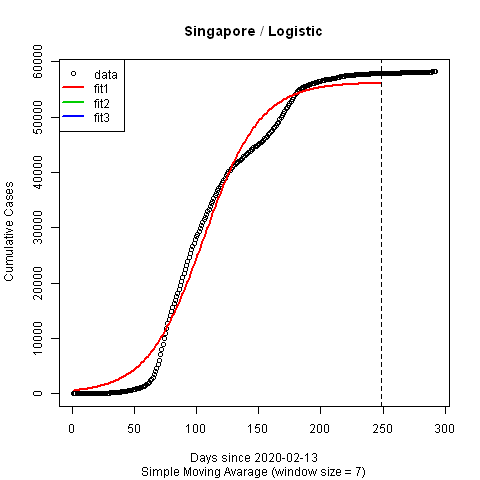 Singapore / Logistic
data
fit1
fit2
fit3
Cumulative Cases
0
10000
20000
30000
40000
50000
60000
0 50 100 150 200 250 300
Days since 2020-02-13
Simple Moving Avarage (window size = 7)